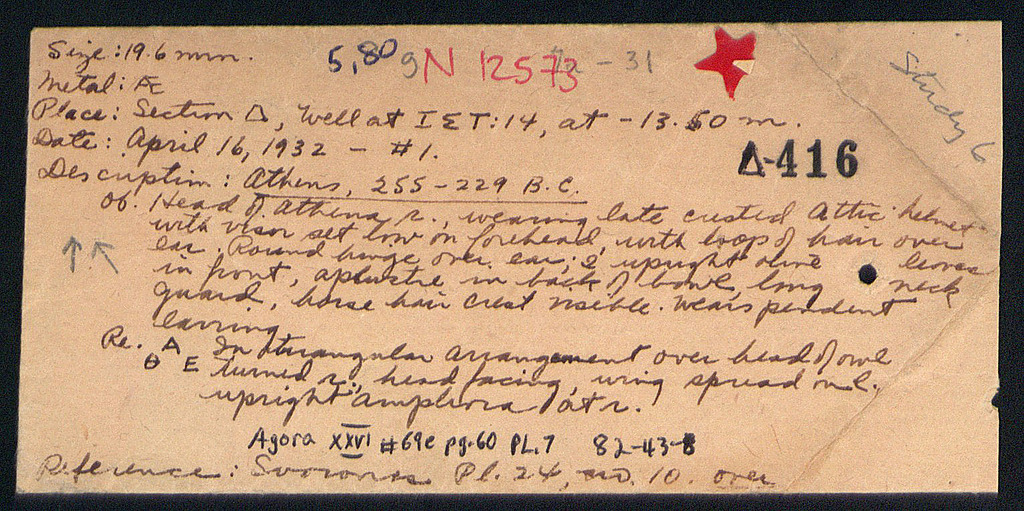 Size: 19.6 mm. 5,80 g N 12573 - 31
Metal: Æ
Study 6
Place: Section Δ, Well at ΙΣΤ:14, at -13.50 m.
Date: April 16, 1932 - #1.
Δ-416
Description: Athens, 255-229 B.C.
Ob. Head of Athena r., wearing late crested Attic helmet
with visor set low on forehead, with loops of hair over
ear. Round hinge over ear; 3 upright olive leaves
in front, aplustre in back of bowl, long neck
guard, horse hair crest visible. Wears pendent
earring.
Re. Α In triangular arrangement over head of owl
Θ Ε turned r., head facing, wing spread on l.
upright amphora at r.
Agora XXVI #69e pg.60 PL.7 82-43-8
Reference: Svoronos Pl. 24, no. 10. over